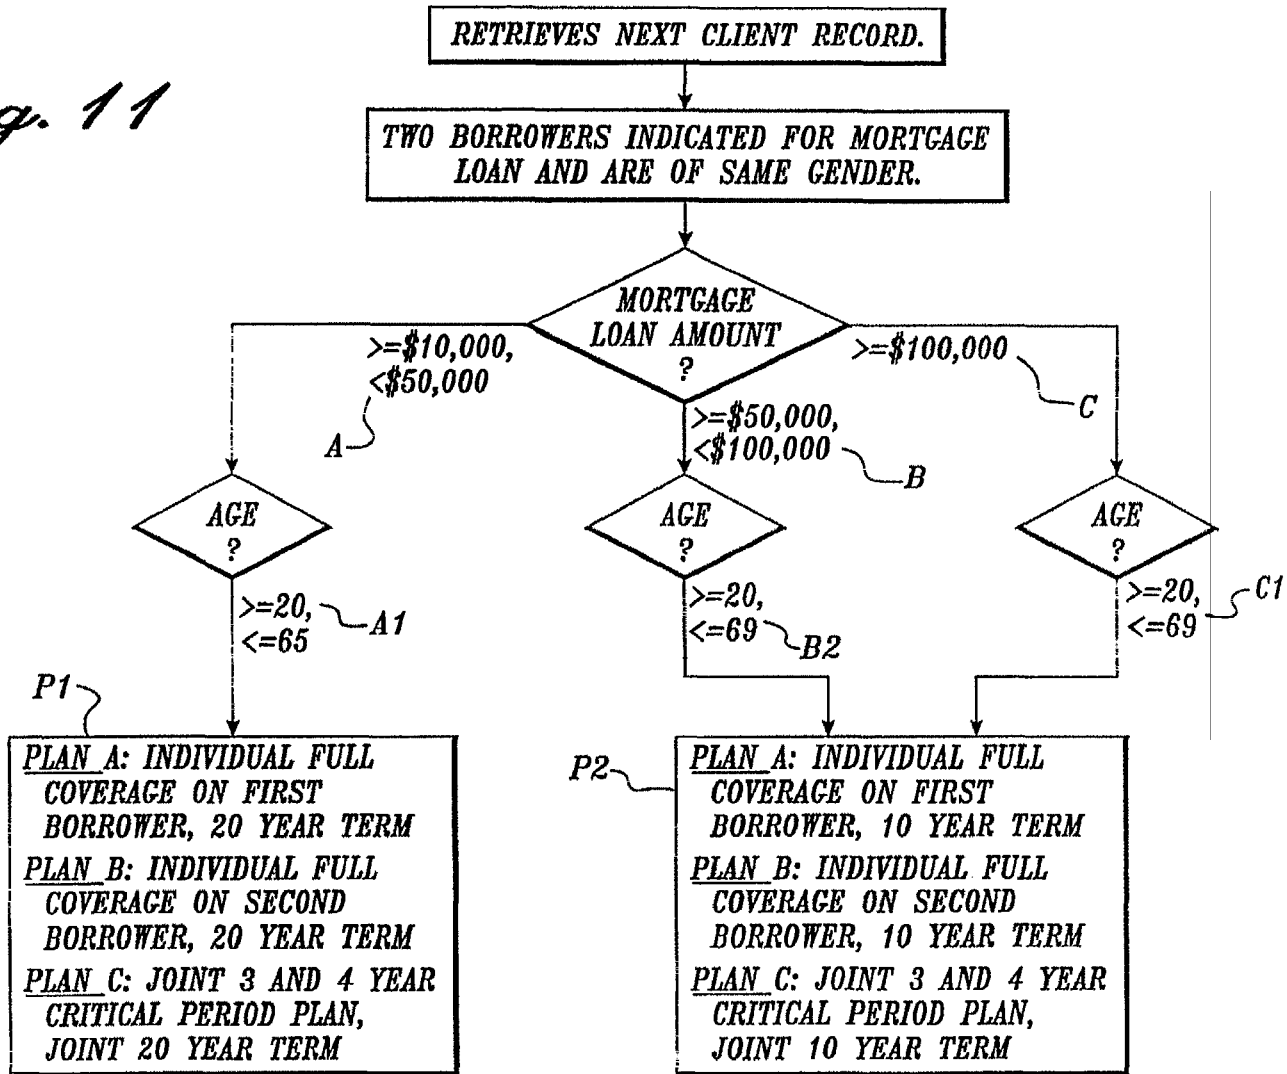 g. 11
RETRIEVES NEXT CLIENT RECORD.
TWO BORROWERS INDICATED FOR MORTGAGE
LOAN AND ARE OF SAME GENDER.
MORTGAGE
LOAN AMOUNT
?
>=$10,000,
<$50,000
A
>=$50,000,
<$100,000
B
>=$100,000
C
AGE
?
AGE
?
AGE
?
>=20,
<=65
A1
>=20,
<=69
B2
>=20,
<=69
C1
P1
PLAN A: INDIVIDUAL FULL
COVERAGE ON FIRST
BORROWER, 20 YEAR TERM
PLAN B: INDIVIDUAL FULL
COVERAGE ON SECOND
BORROWER, 20 YEAR TERM
PLAN C: JOINT 3 AND 4 YEAR
CRITICAL PERIOD PLAN,
JOINT 20 YEAR TERM
P2
PLAN A: INDIVIDUAL FULL
COVERAGE ON FIRST
BORROWER, 10 YEAR TERM
PLAN B: INDIVIDUAL FULL
COVERAGE ON SECOND
BORROWER, 10 YEAR TERM
PLAN C: JOINT 3 AND 4 YEAR
CRITICAL PERIOD PLAN,
JOINT 10 YEAR TERM